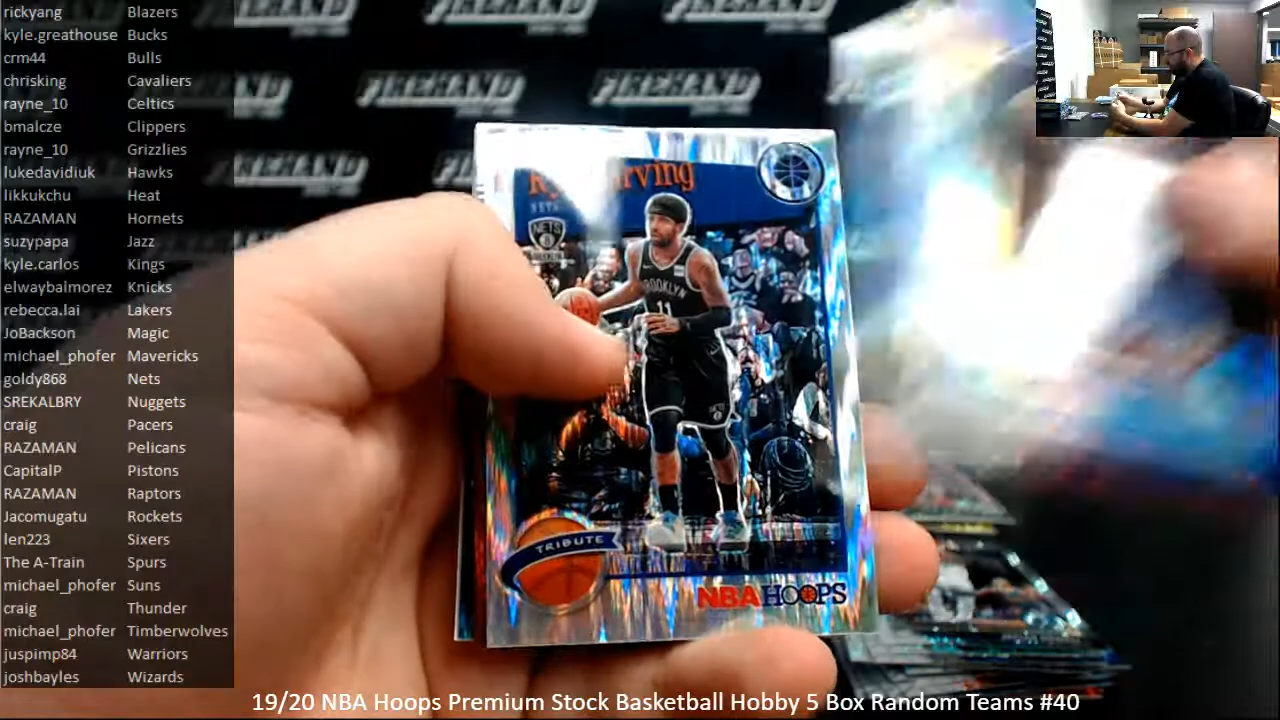 rickyang Blazers
kyle.greathouse Bucks
crm44 Bulls
chrisking Cavaliers
rayne_10 Celtics
bmalcze Clippers
rayne_10 Grizzlies
lukedavidiuk Hawks
likkukchu Heat
RAZAMAN Hornets
suzypapa Jazz
kyle.carlos Kings
elwaybalmorez Knicks
rebecca.lai Lakers
JoBackson Magic
michael_phofer Mavericks
goldy868 Nets
SREKALBRY Nuggets
craig Pacers
RAZAMAN Pelicans
CapitalP Pistons
RAZAMAN Raptors
Jacomugatu Rockets
len223 Sixers
The A-Train Spurs
michael_phofer Suns
craig Thunder
michael_phofer Timberwolves
juspimp84 Warriors
joshbayles Wizards
FIREHAND FIREHAND FIREHAND
FIREHAND
NETS
NETS
BROOKLYN
11
TRIBUTE
NBA HOOPS
19/20 NBA Hoops Premium Stock Basketball Hobby 5 Box Random Teams #40